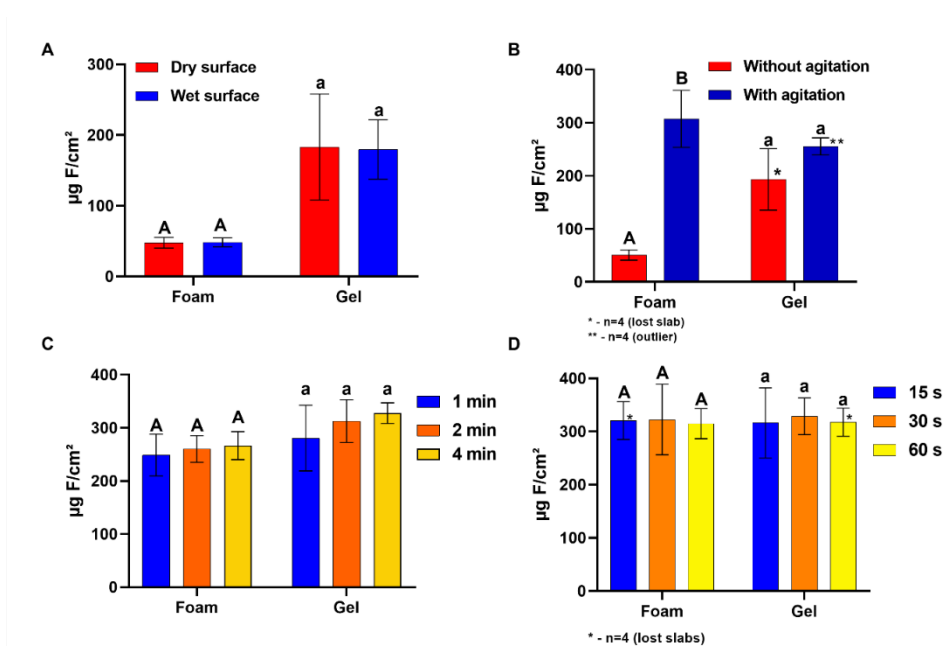 A
Dry surface
Wet surface
µg F/cm²
300
200
100
0
A
A
a
a
Foam
Gel
B
Without agitation
With agitation
µg F/cm²
400
300
200
100
0
A
B
a
*
a
**
Foam
Gel
* - n=4 (lost slab)
** - n=4 (outlier)
C
1 min
2 min
4 min
µg F/cm²
400
300
200
100
0
A
A
A
a
a
a
Foam
Gel
D
15 s
30 s
60 s
µg F/cm²
400
300
200
100
0
A
*
A
A
a
a
a
*
Foam
Gel
* - n=4 (lost slabs)